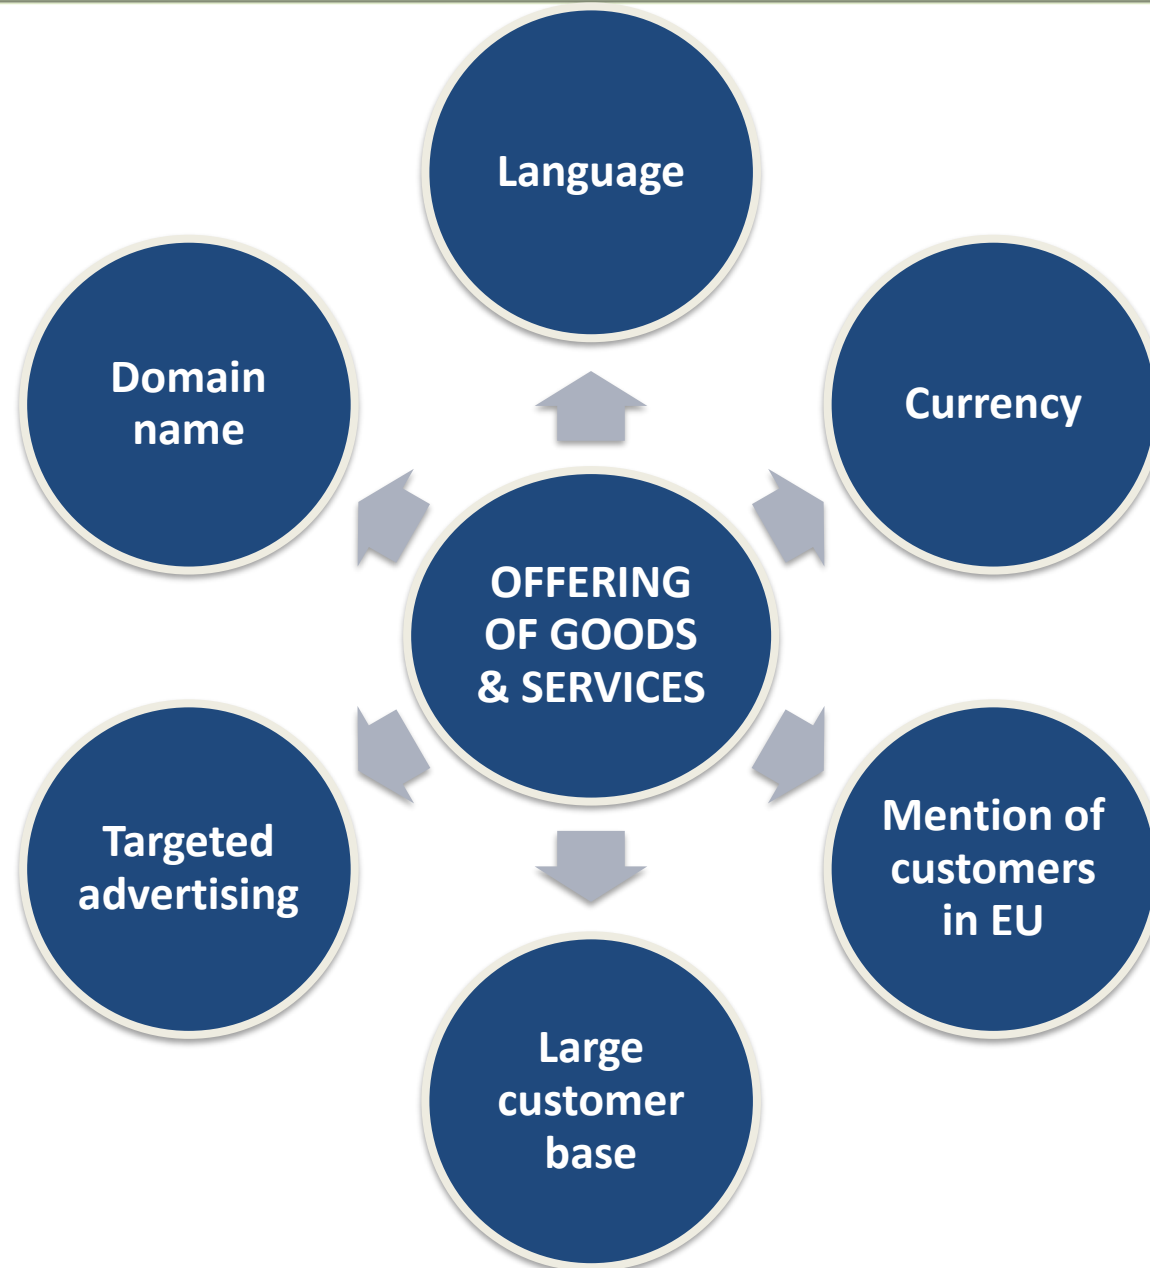 Language
Domain
name
Currency
OFFERING
OF GOODS
& SERVICES
Targeted
advertising
Mention of
customers
in EU
Large
customer
base